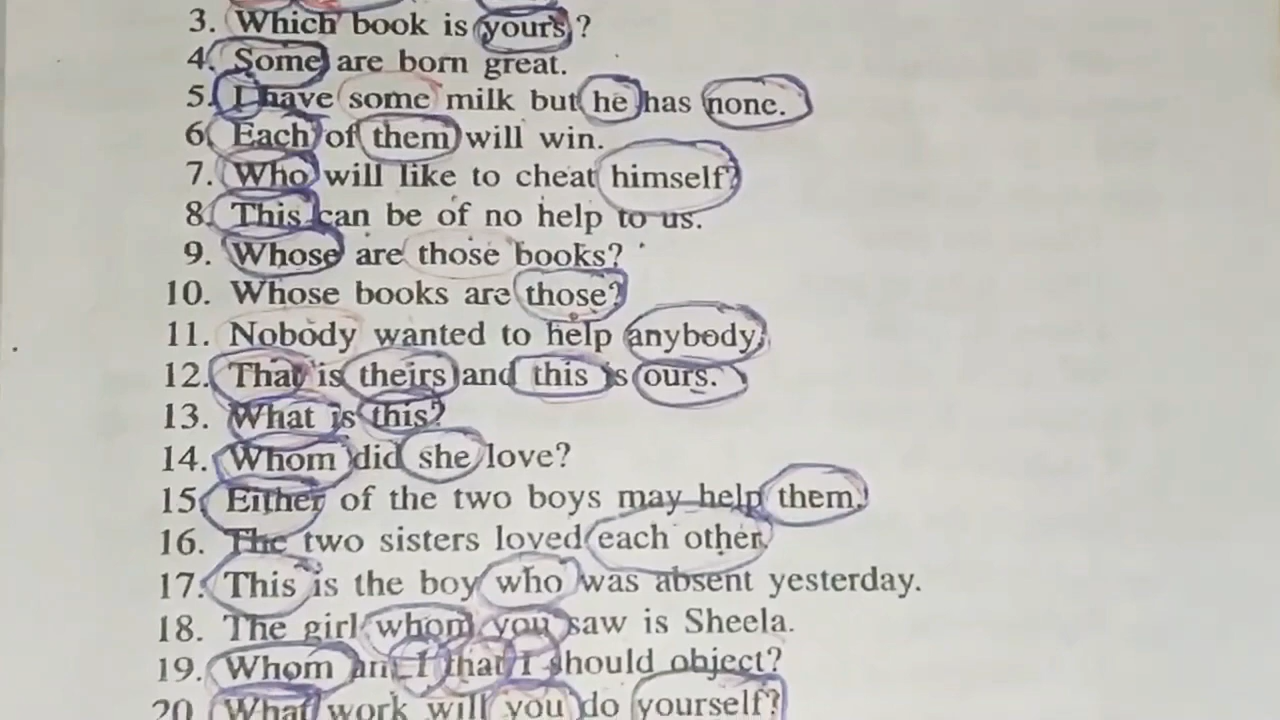 3. Which book is yours?
4. Some are born great.
5. I have some milk but he has none.
6. Each of them will win.
7. Who will like to cheat himself?
8. This can be of no help to us.
9. Whose are those books?
10. Whose books are those?
11. Nobody wanted to help anybody.
12. That is theirs and this is ours.
13. What is this?
14. Whom did she love?
15. Either of the two boys may help them.
16. The two sisters loved each other.
17. This is the boy who was absent yesterday.
18. The girl whom you saw is Sheela.
19. Whom am I that I should object?
20. What work will you do yourself?